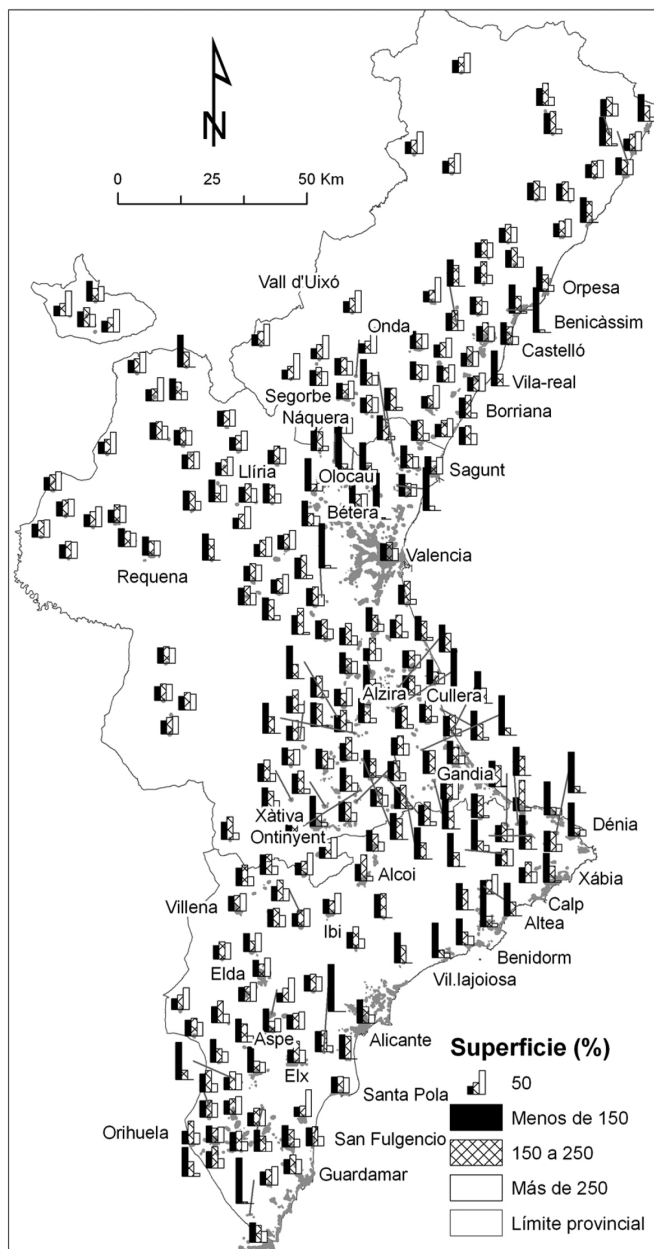 N
0 25 50 Km
Vall d'Uixó
Orpesa
Onda
Benicàssim
Castelló
Segorbe
Vila-real
Náquera
Borriana
Llíria
Olocau
Sagunt
Bétera
Valencia
Requena
Alzira
Cullera
Gandia
Xàtiva
Dénia
Ontinyent
Alcoi
Xábia
Villena
Calp
Ibi
Altea
Elda
Benidorm
Vil.lajoiosa
Aspe
Alicante
Elx
Santa Pola
Orihuela
San Fulgencio
Guardamar
Superficie (%)
50
Menos de 150
150 a 250
Más de 250
Límite provincial